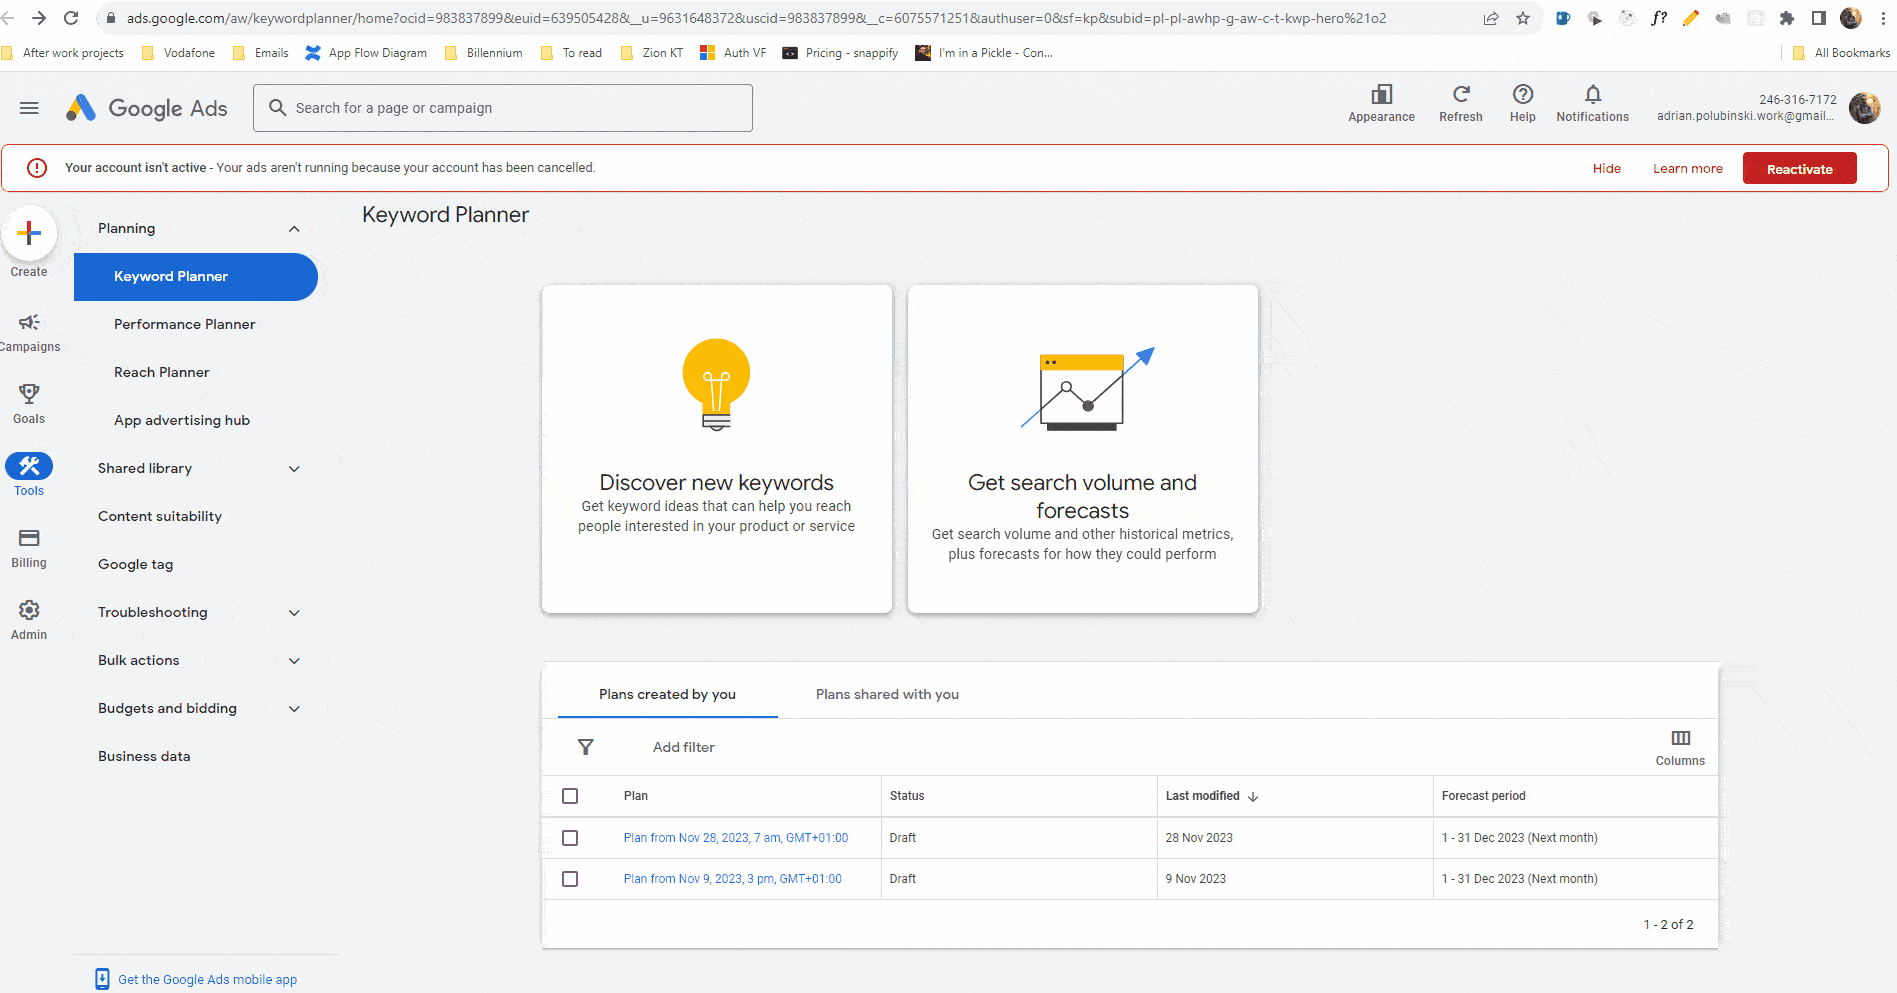 ads.google.com/aw/keywordplanner/home?ocid=983837899&euid=639505428&__u=9631648372&uscid=983837899&__c=6075571251&authuser=0&sf=kp&subid=pl-pl-awhp-g-aw-c-t-kwp-hero%21o2
f?
After work projects
Vodafone
Emails
App Flow Diagram
Billennium
To read
Zion KT
Auth VF
Pricing - snappify
I'm in a Pickle - Con...
All Bookmarks
Google Ads
Search for a page or campaign
Appearance
Refresh
Help
Notifications
246-316-7172
adrian.polubinski.work@gmail...
Your account isn't active - Your ads aren't running because your account has been cancelled.
Hide
Learn more
Reactivate
Create
Campaigns
Goals
Tools
Billing
Admin
Planning
Keyword Planner
Performance Planner
Reach Planner
App advertising hub
Shared library
Content suitability
Google tag
Troubleshooting
Bulk actions
Budgets and bidding
Business data
Get the Google Ads mobile app
Keyword Planner
Discover new keywords
Get keyword ideas that can help you reach
people interested in your product or service
Get search volume and
forecasts
Get search volume and other historical metrics,
plus forecasts for how they could perform
Plans created by you
Plans shared with you
Add filter
Columns
Plan
Status
Last modified
Forecast period
Plan from Nov 28, 2023, 7 am, GMT+01:00
Draft
28 Nov 2023
1 - 31 Dec 2023 (Next month)
Plan from Nov 9, 2023, 3 pm, GMT+01:00
Draft
9 Nov 2023
1 - 31 Dec 2023 (Next month)
1 - 2 of 2